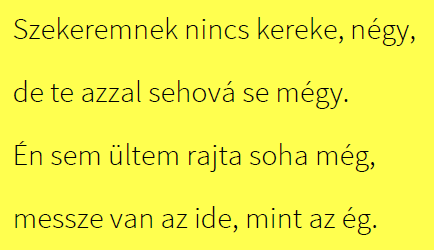 Szekeremnek nincs kereke, négy,
de te azzal sehová se mégy.
Én sem ültem rajta soha még,
messze van az ide, mint az ég.